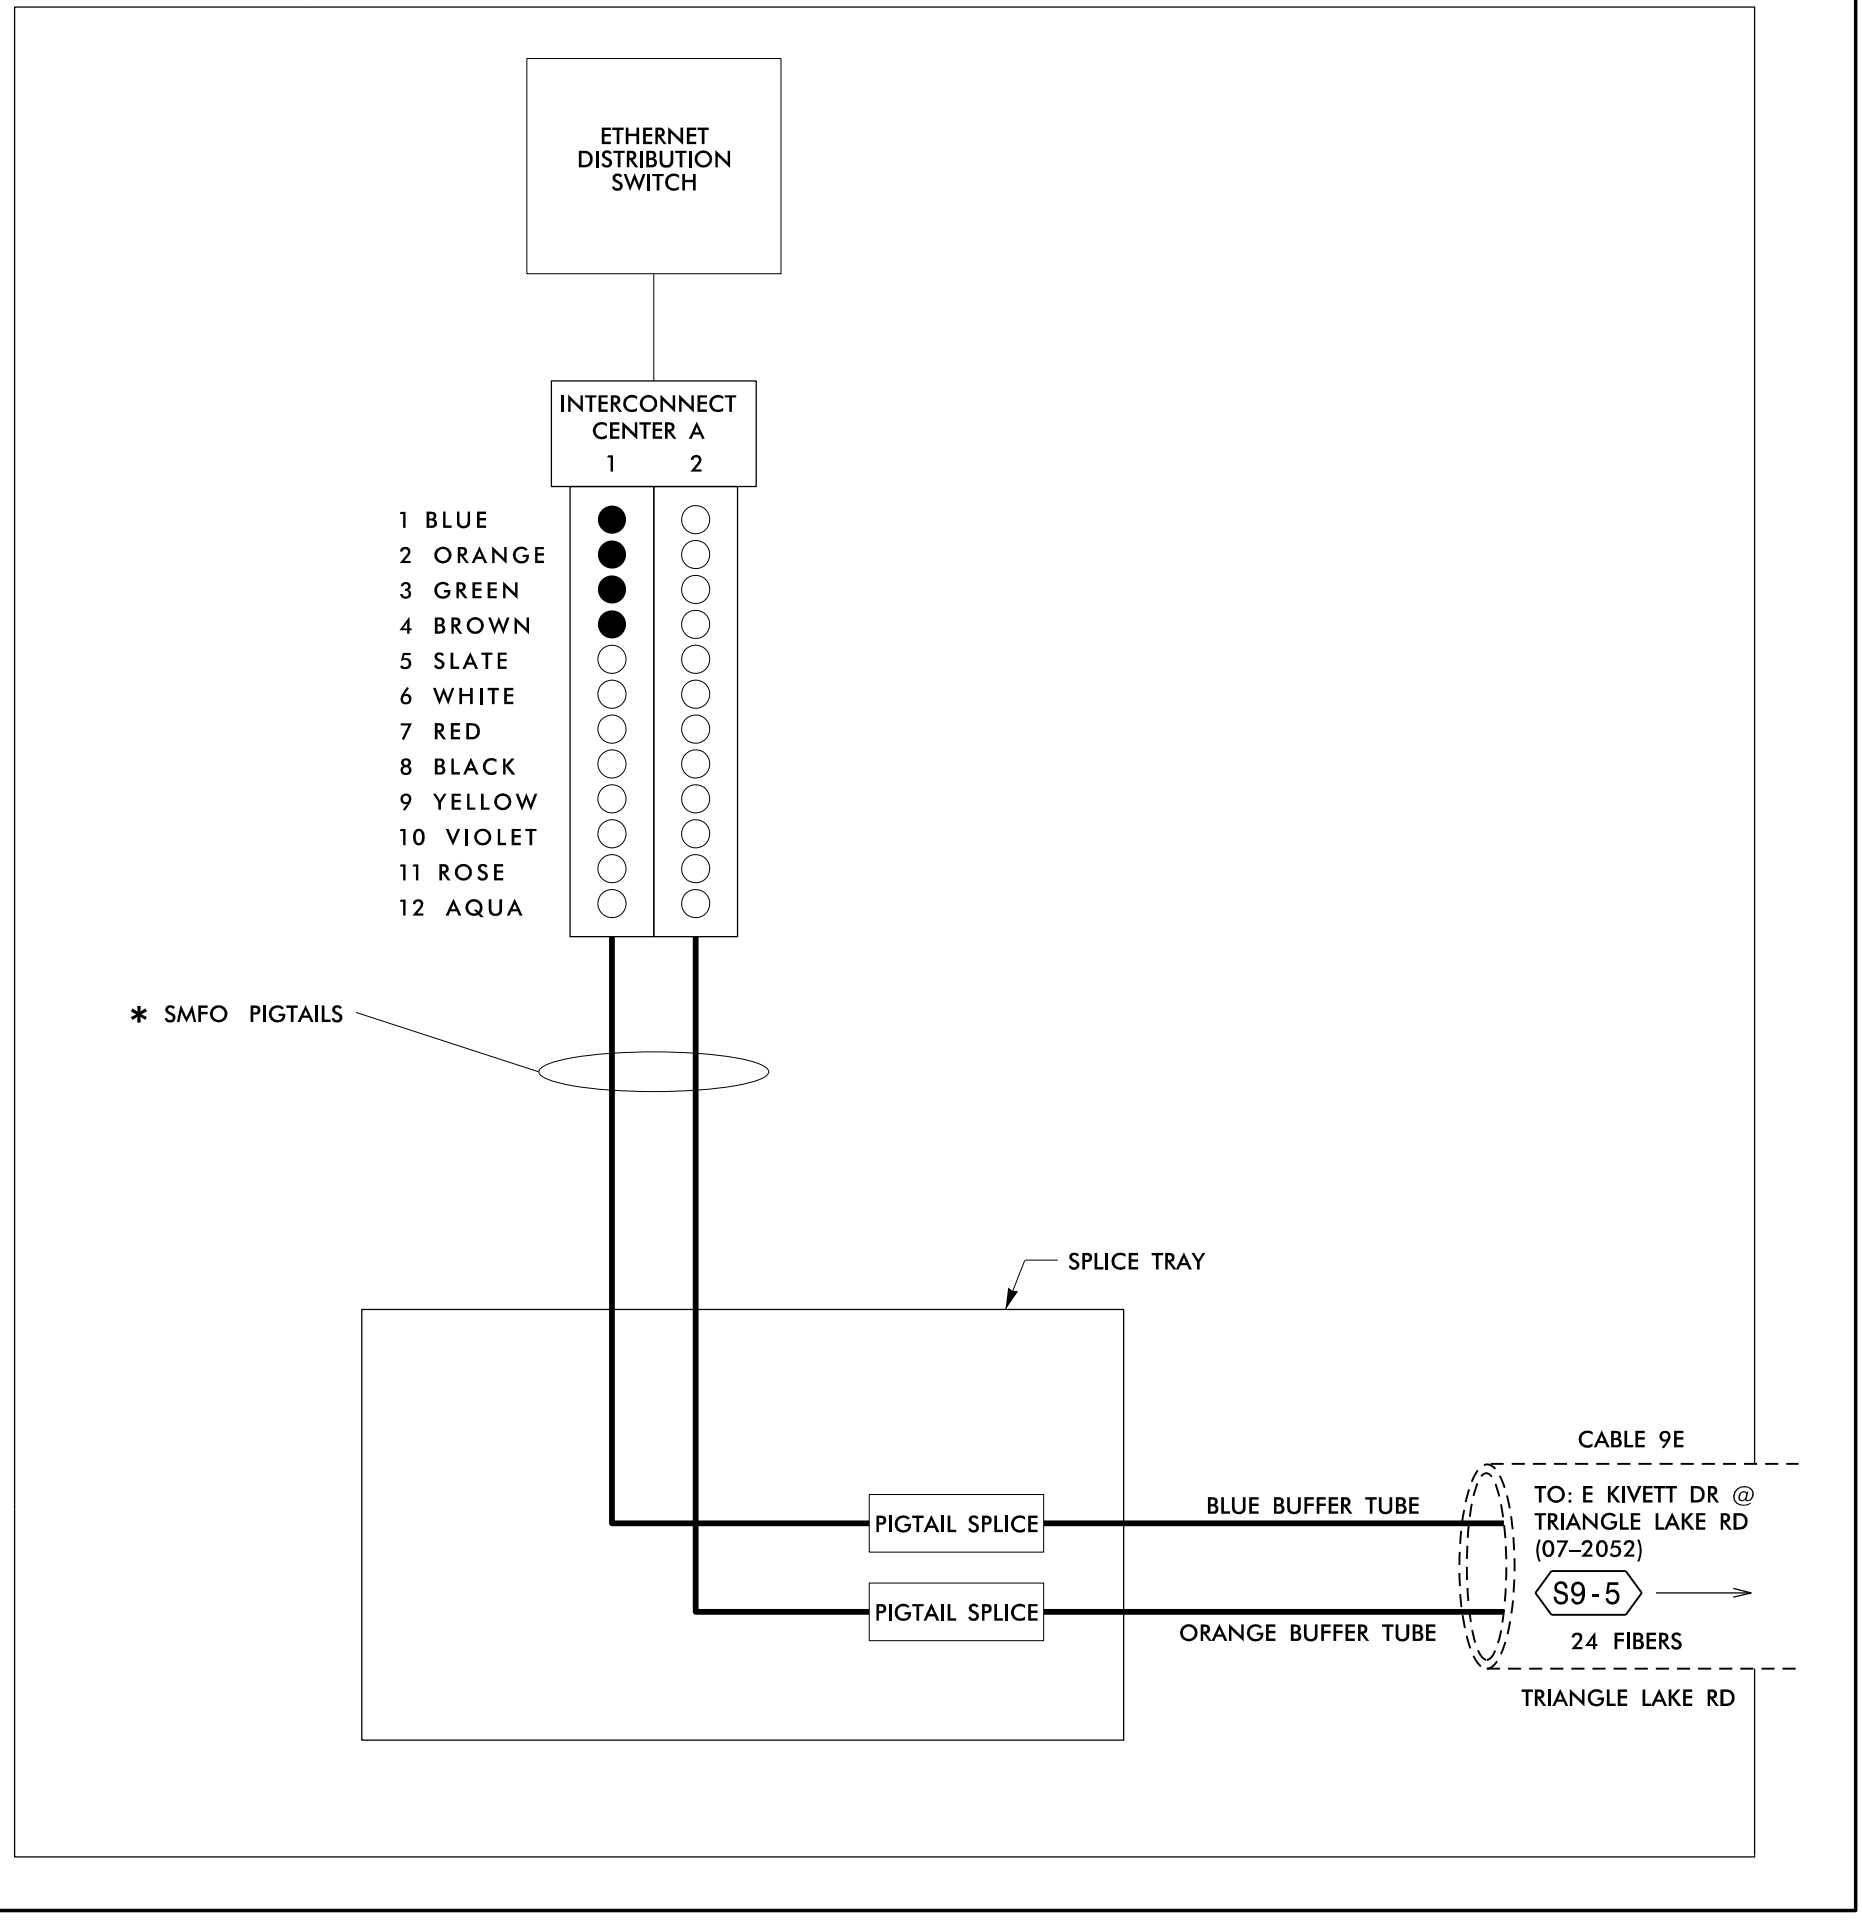 ETHERNET
DISTRIBUTION
SWITCH
INTERCONNECT
CENTER A
1 2
1 BLUE
2 ORANGE
3 GREEN
4 BROWN
5 SLATE
6 WHITE
7 RED
8 BLACK
9 YELLOW
10 VIOLET
11 ROSE
12 AQUA
* SMFO PIGTAILS
SPLICE TRAY
CABLE 9E
PIGTAIL SPLICE
BLUE BUFFER TUBE
TO: E KIVETT DR @
TRIANGLE LAKE RD
(07–2052)
S9-5
PIGTAIL SPLICE
ORANGE BUFFER TUBE
24 FIBERS
TRIANGLE LAKE RD